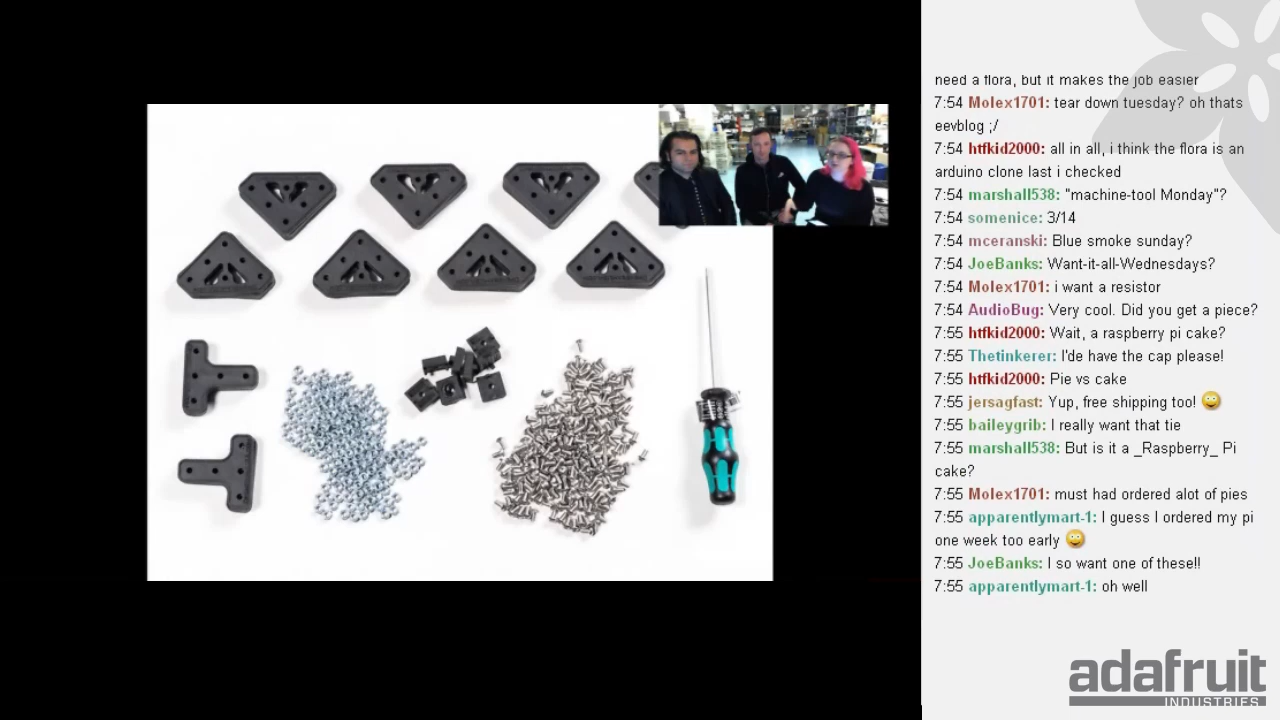 need a flora, but it makes the job easier
7:54 Molex1701: tear down tuesday? oh thats
eevblog ;/
7:54 htfkid2000: all in all, i think the flora is an
arduino clone last i checked
7:54 marshall538: "machine-tool Monday"?
7:54 somenice: 3/14
7:54 mceranski: Blue smoke sunday?
7:54 JoeBanks: Want-it-all-Wednesdays?
7:54 Molex1701: i want a resistor
7:54 AudioBug: Very cool. Did you get a piece?
7:55 htfkid2000: Wait, a raspberry pi cake?
7:55 Thetinkerer: I'de have the cap please!
7:55 htfkid2000: Pie vs cake
7:55 jersagfast: Yup, free shipping too!
7:55 baileygrib: I really want that tie
7:55 marshall538: But is it a _Raspberry_ Pi
cake?
7:55 Molex1701: must had ordered alot of pies
7:55 apparentlymart-1: I guess I ordered my pi
one week too early
7:55 JoeBanks: I so want one of these!!
7:55 apparentlymart-1: oh well
adafruit
INDUSTRIES